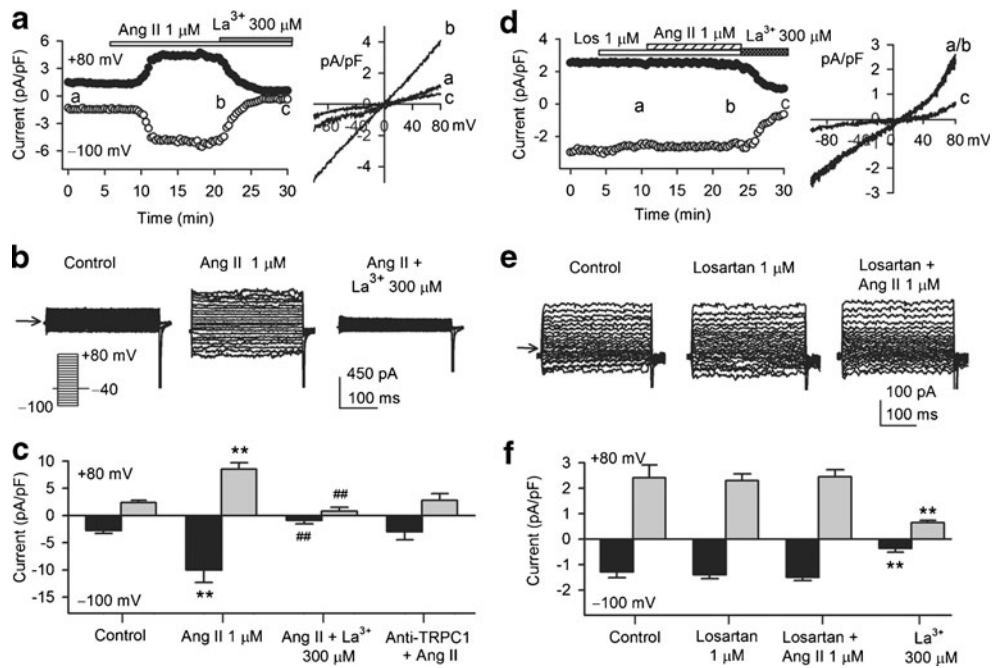 a
Ang II 1 μM
La³⁺ 300 μM
+80 mV
−100 mV
Current (pA/pF)
6
3
0
-3
-6
a
b
c
0 5 10 15 20 25 30
Time (min)
pA/pF
b
a
c
4
2
0
2
4
0 40 80 mV
d
Los 1 μM
Ang II 1 μM
La³⁺ 300 μM
Current (pA/pF)
4
2
0
-2
a
b
c
0 5 10 15 20 25 30
Time (min)
pA/pF
a/b
c
3
2
1
0
-1
-2
-3
20 40 60 80
mV
b
Control
Ang II 1 μM
Ang II +
La³⁺ 300 μM
+80 mV
−40
−100
450 pA
100 ms
e
Control
Losartan 1 μM
Losartan +
Ang II 1 μM
100 pA
100 ms
c
+80 mV
−100 mV
Current (pA/pF)
10
5
0
-5
-10
-15
**
**
##
##
Control
Ang II 1 μM
Ang II + La³⁺
300 μM
Anti-TRPC1
+ Ang II
f
+80 mV
−100 mV
Current (pA/pF)
3
2
1
0
-1
-2
**
**
Control
Losartan
1 μM
Losartan +
Ang II 1 μM
La³⁺
300 μM